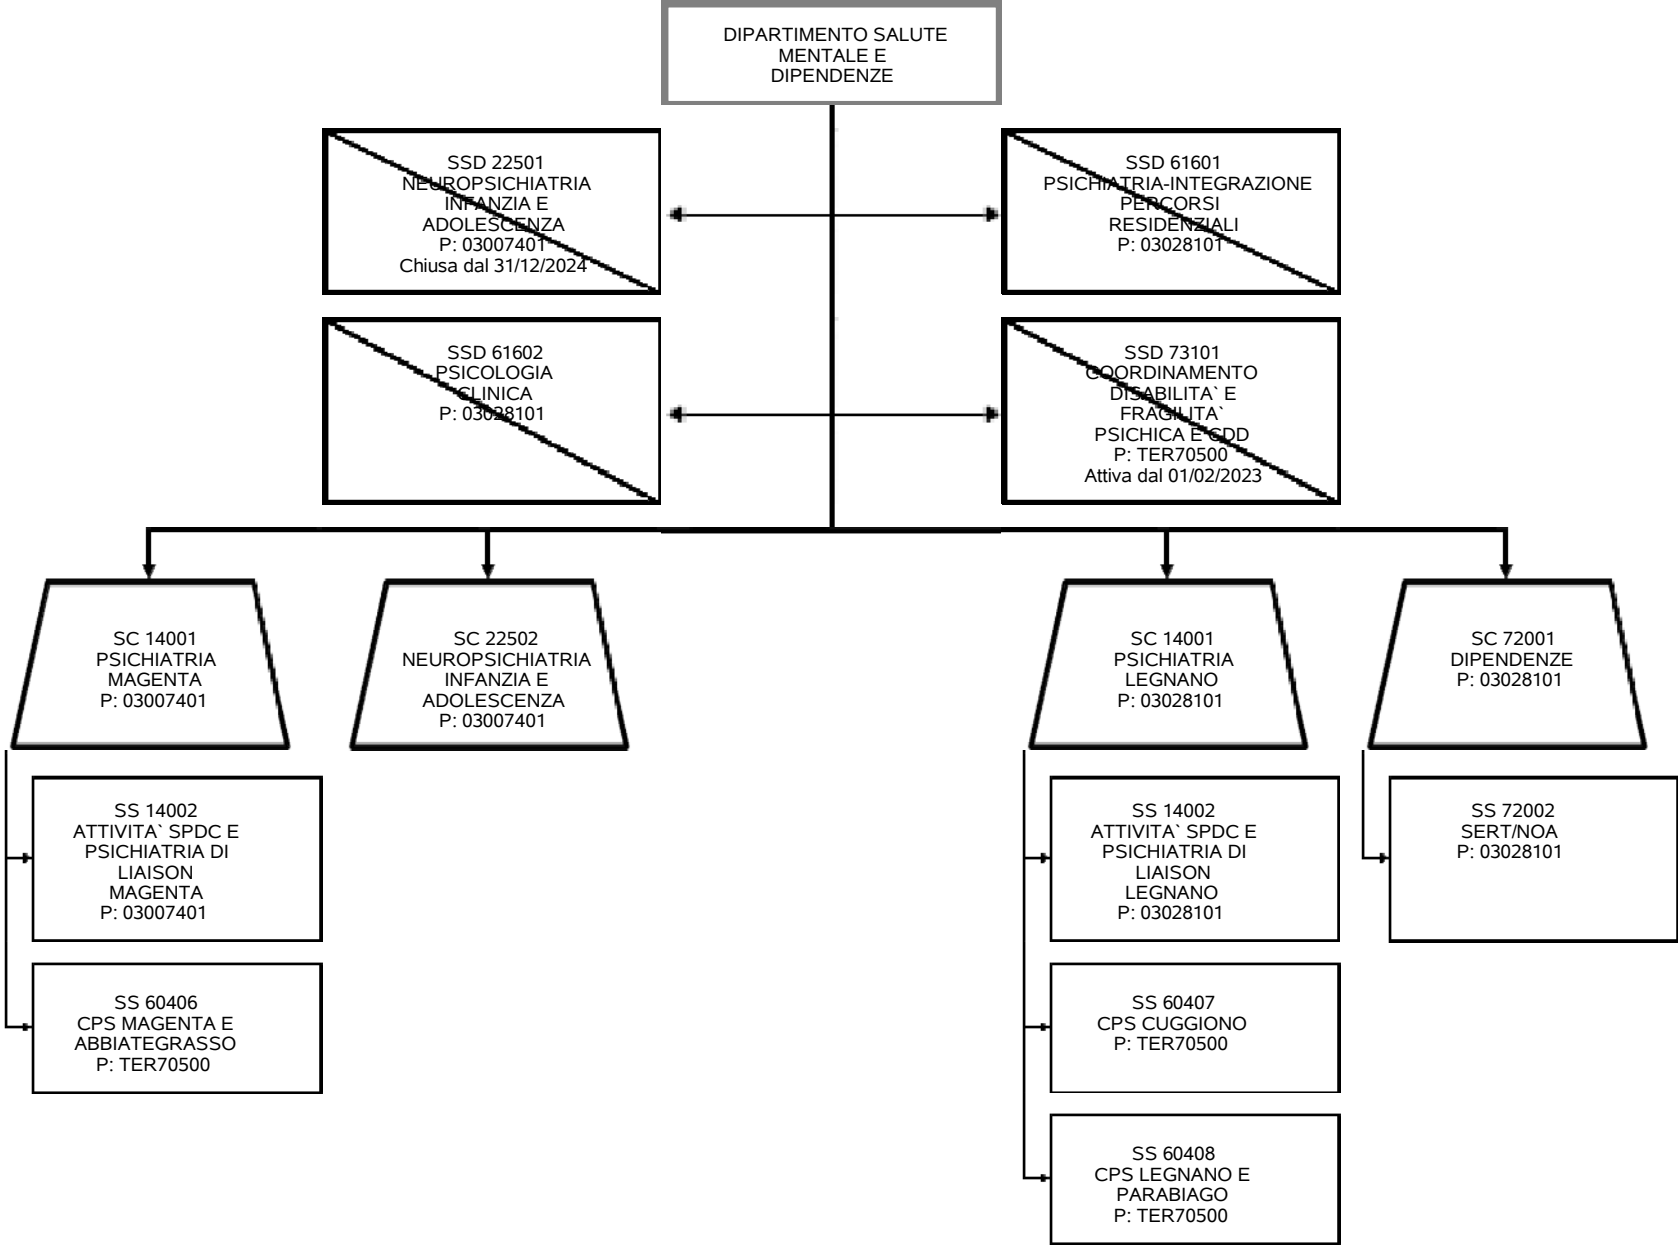 DIPARTIMENTO SALUTE
MENTALE E
DIPENDENZE
SSD 22501
NEUROPSICHIATRIA
INFANZIA E
ADOLESCENZA
P: 03007401
Chiusa dal 31/12/2024
SSD 61601
PSICHIATRIA-INTEGRAZIONE
PERCORSI
RESIDENZIALI
P: 03028101
SSD 61602
PSICOLOGIA
CLINICA
P: 03028101
SSD 73101
COORDINAMENTO
DISABILITA` E
FRAGILITA`
PSICHICA E CDD
P: TER70500
Attiva dal 01/02/2023
SC 14001
PSICHIATRIA
MAGENTA
P: 03007401
SC 22502
NEUROPSICHIATRIA
INFANZIA E
ADOLESCENZA
P: 03007401
SC 14001
PSICHIATRIA
LEGNANO
P: 03028101
SC 72001
DIPENDENZE
P: 03028101
SS 14002
ATTIVITA` SPDC E
PSICHIATRIA DI
LIAISON
MAGENTA
P: 03007401
SS 14002
ATTIVITA` SPDC E
PSICHIATRIA DI
LIAISON
LEGNANO
P: 03028101
SS 72002
SERT/NOA
P: 03028101
SS 60406
CPS MAGENTA E
ABBIATEGRASSO
P: TER70500
SS 60407
CPS CUGGIONO
P: TER70500
SS 60408
CPS LEGNANO E
PARABIAGO
P: TER70500